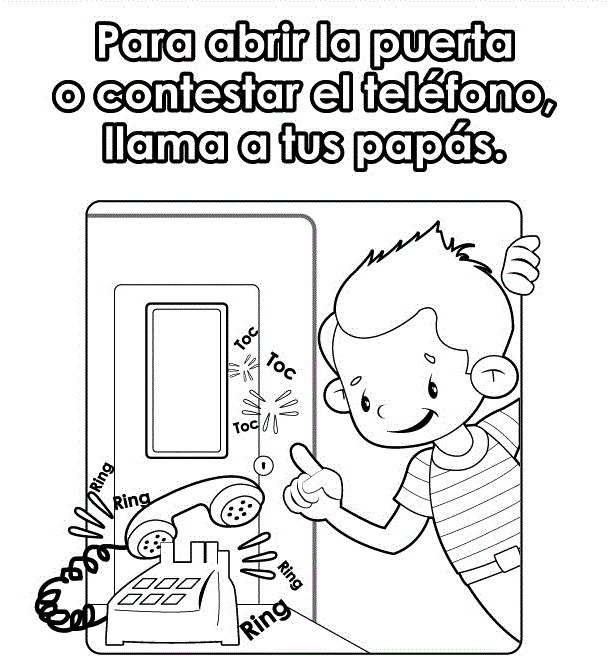 Para abrir la puerta
o contestar el teléfono,
llama a tus papás.
Toc
Toc
Toc
Ring
Ring
Ring
Ring